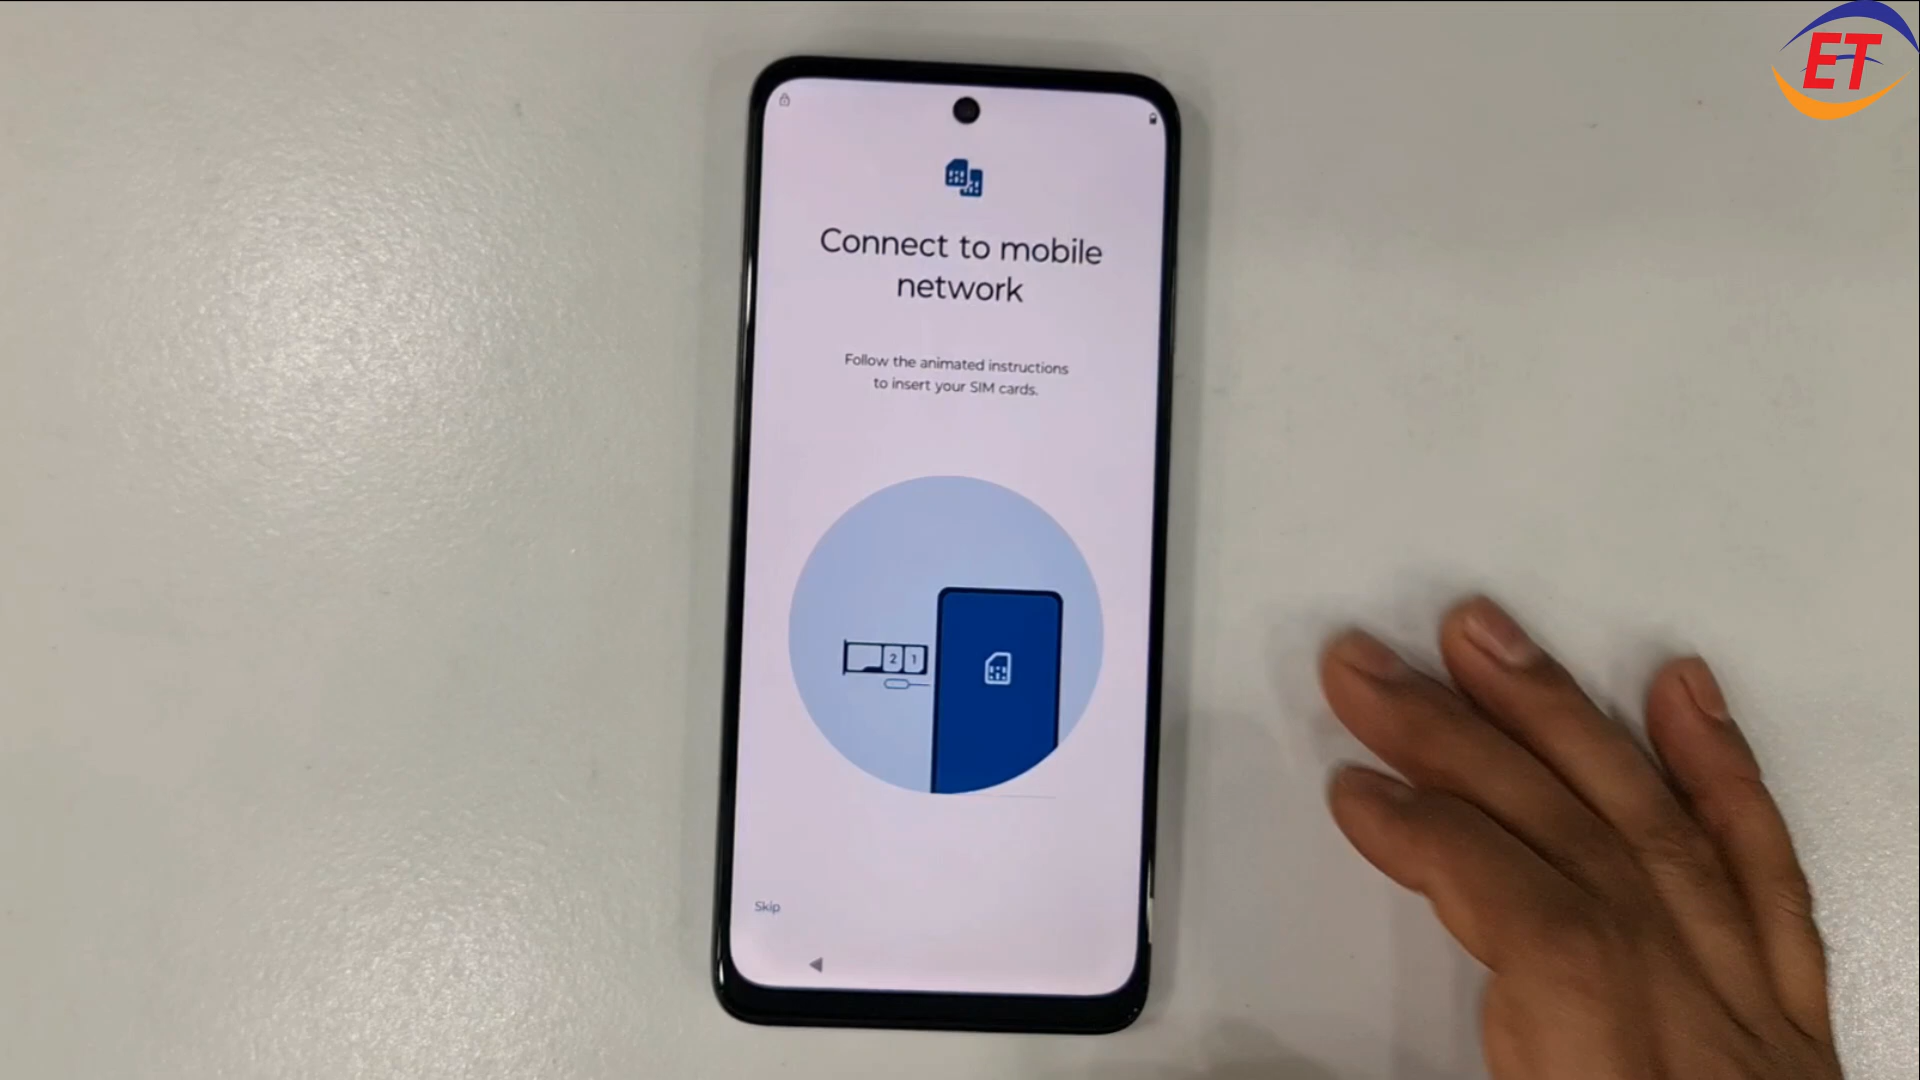 ET
Connect to mobile
network
Follow the animated instructions
to insert your SIM cards.
2 1
Skip